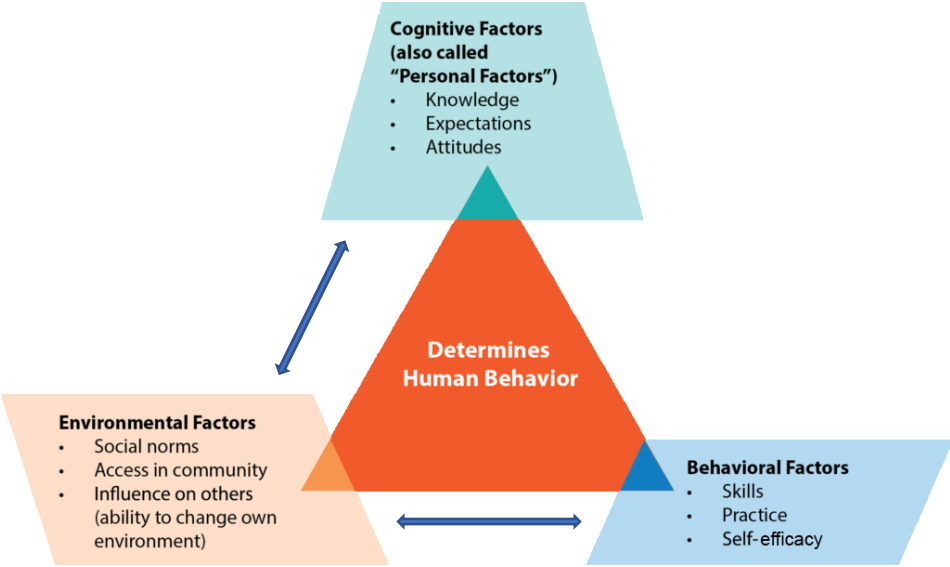 Cognitive Factors
(also called
“Personal Factors”)
• Knowledge
• Expectations
• Attitudes
Determines
Human Behavior
Environmental Factors
• Social norms
• Access in community
• Influence on others
(ability to change own
environment)
Behavioral Factors
• Skills
• Practice
• Self-efficacy